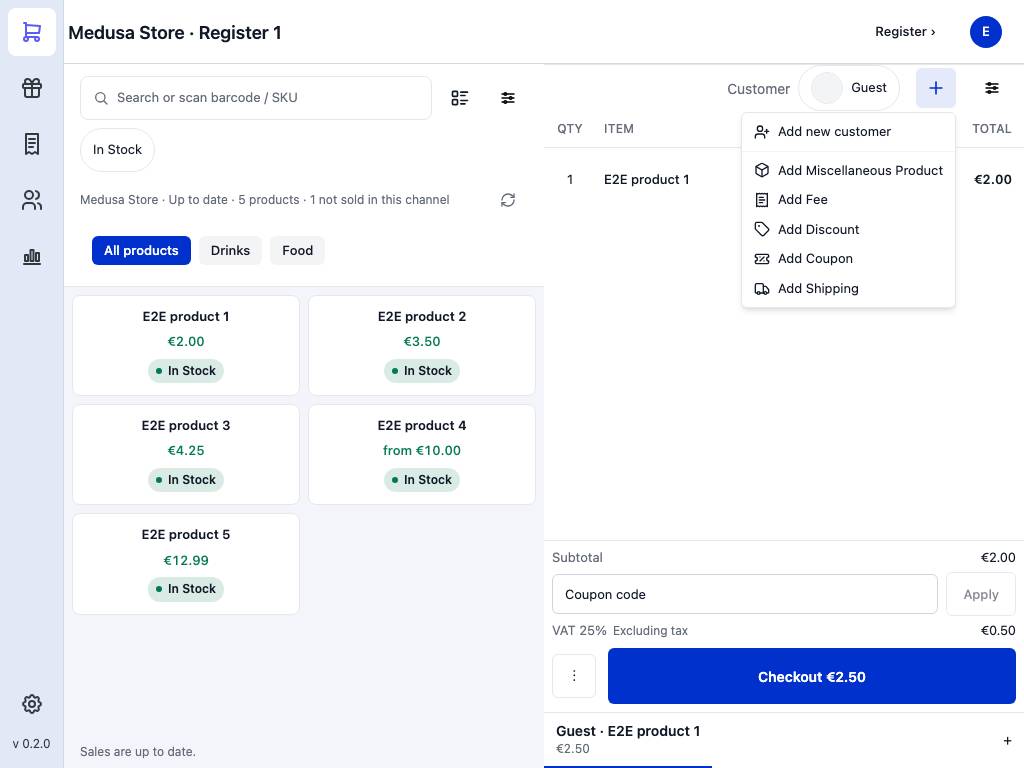 Medusa Store · Register 1
Register ›
E
Search or scan barcode / SKU
In Stock
Medusa Store · Up to date · 5 products · 1 not sold in this channel
All products
Drinks
Food
E2E product 1
€2.00
In Stock
E2E product 2
€3.50
In Stock
E2E product 3
€4.25
In Stock
E2E product 4
from €10.00
In Stock
E2E product 5
€12.99
In Stock
Sales are up to date.
v 0.2.0
Customer
Guest
QTY ITEM TOTAL
1 E2E product 1 €2.00
Add new customer
Add Miscellaneous Product
Add Fee
Add Discount
Add Coupon
Add Shipping
Subtotal €2.00
Coupon code
Apply
VAT 25% Excluding tax €0.50
Checkout €2.50
Guest · E2E product 1
€2.50
+